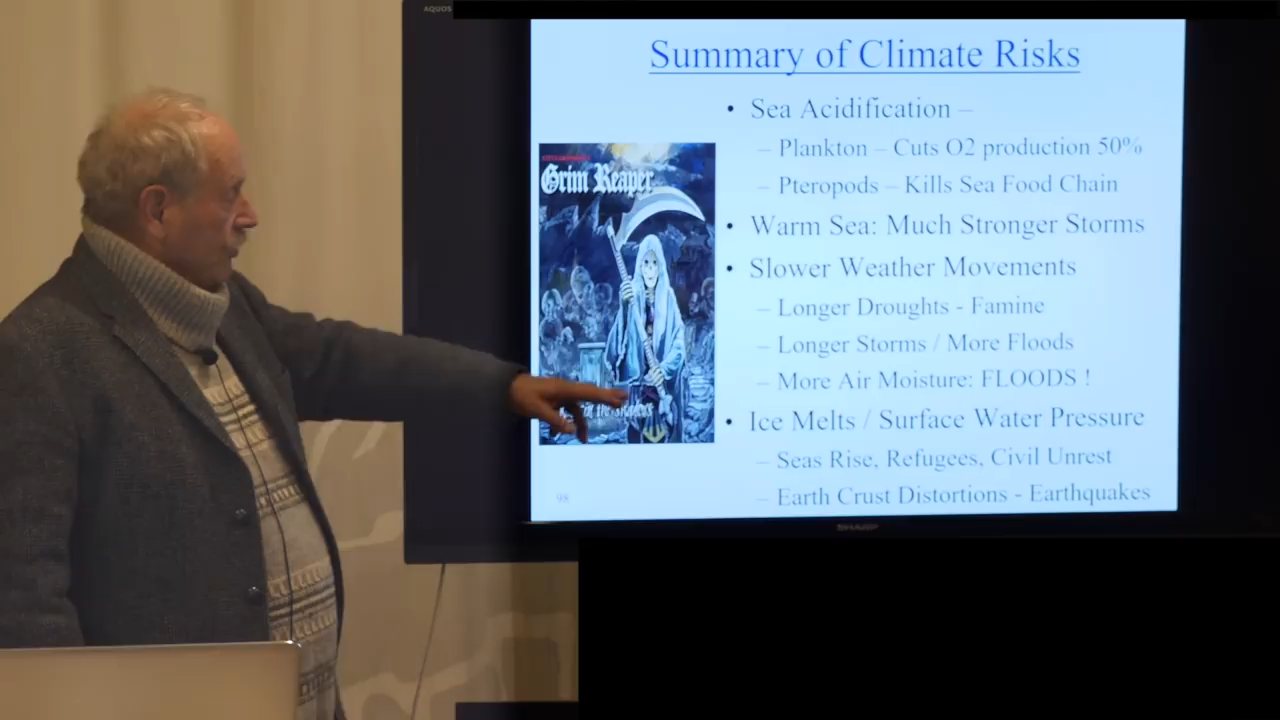 AQUOS
Summary of Climate Risks
• Sea Acidification –
– Plankton – Cuts O2 production 50%
– Pteropods – Kills Sea Food Chain
• Warm Sea: Much Stronger Storms
• Slower Weather Movements
– Longer Droughts - Famine
– Longer Storms / More Floods
– More Air Moisture: FLOODS !
• Ice Melts / Surface Water Pressure
– Seas Rise, Refugees, Civil Unrest
– Earth Crust Distortions - Earthquakes
Grim Reaper
of the
98
SHARP